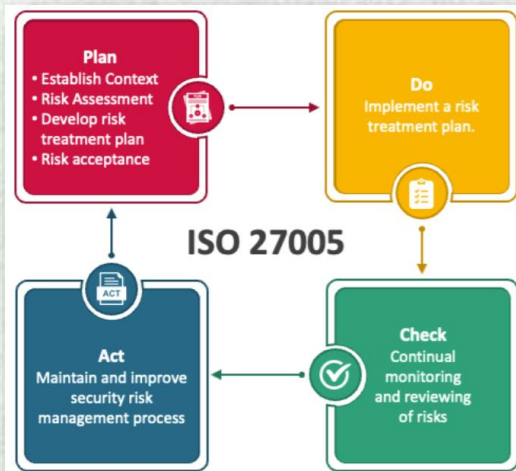 Plan
• Establish Context
• Risk Assessment
• Develop risk
treatment plan
• Risk acceptance
Do
Implement a risk
treatment plan.
ISO 27005
ACT
Act
Maintain and improve
security risk
management process
Check
Continual
monitoring
and reviewing
of risks